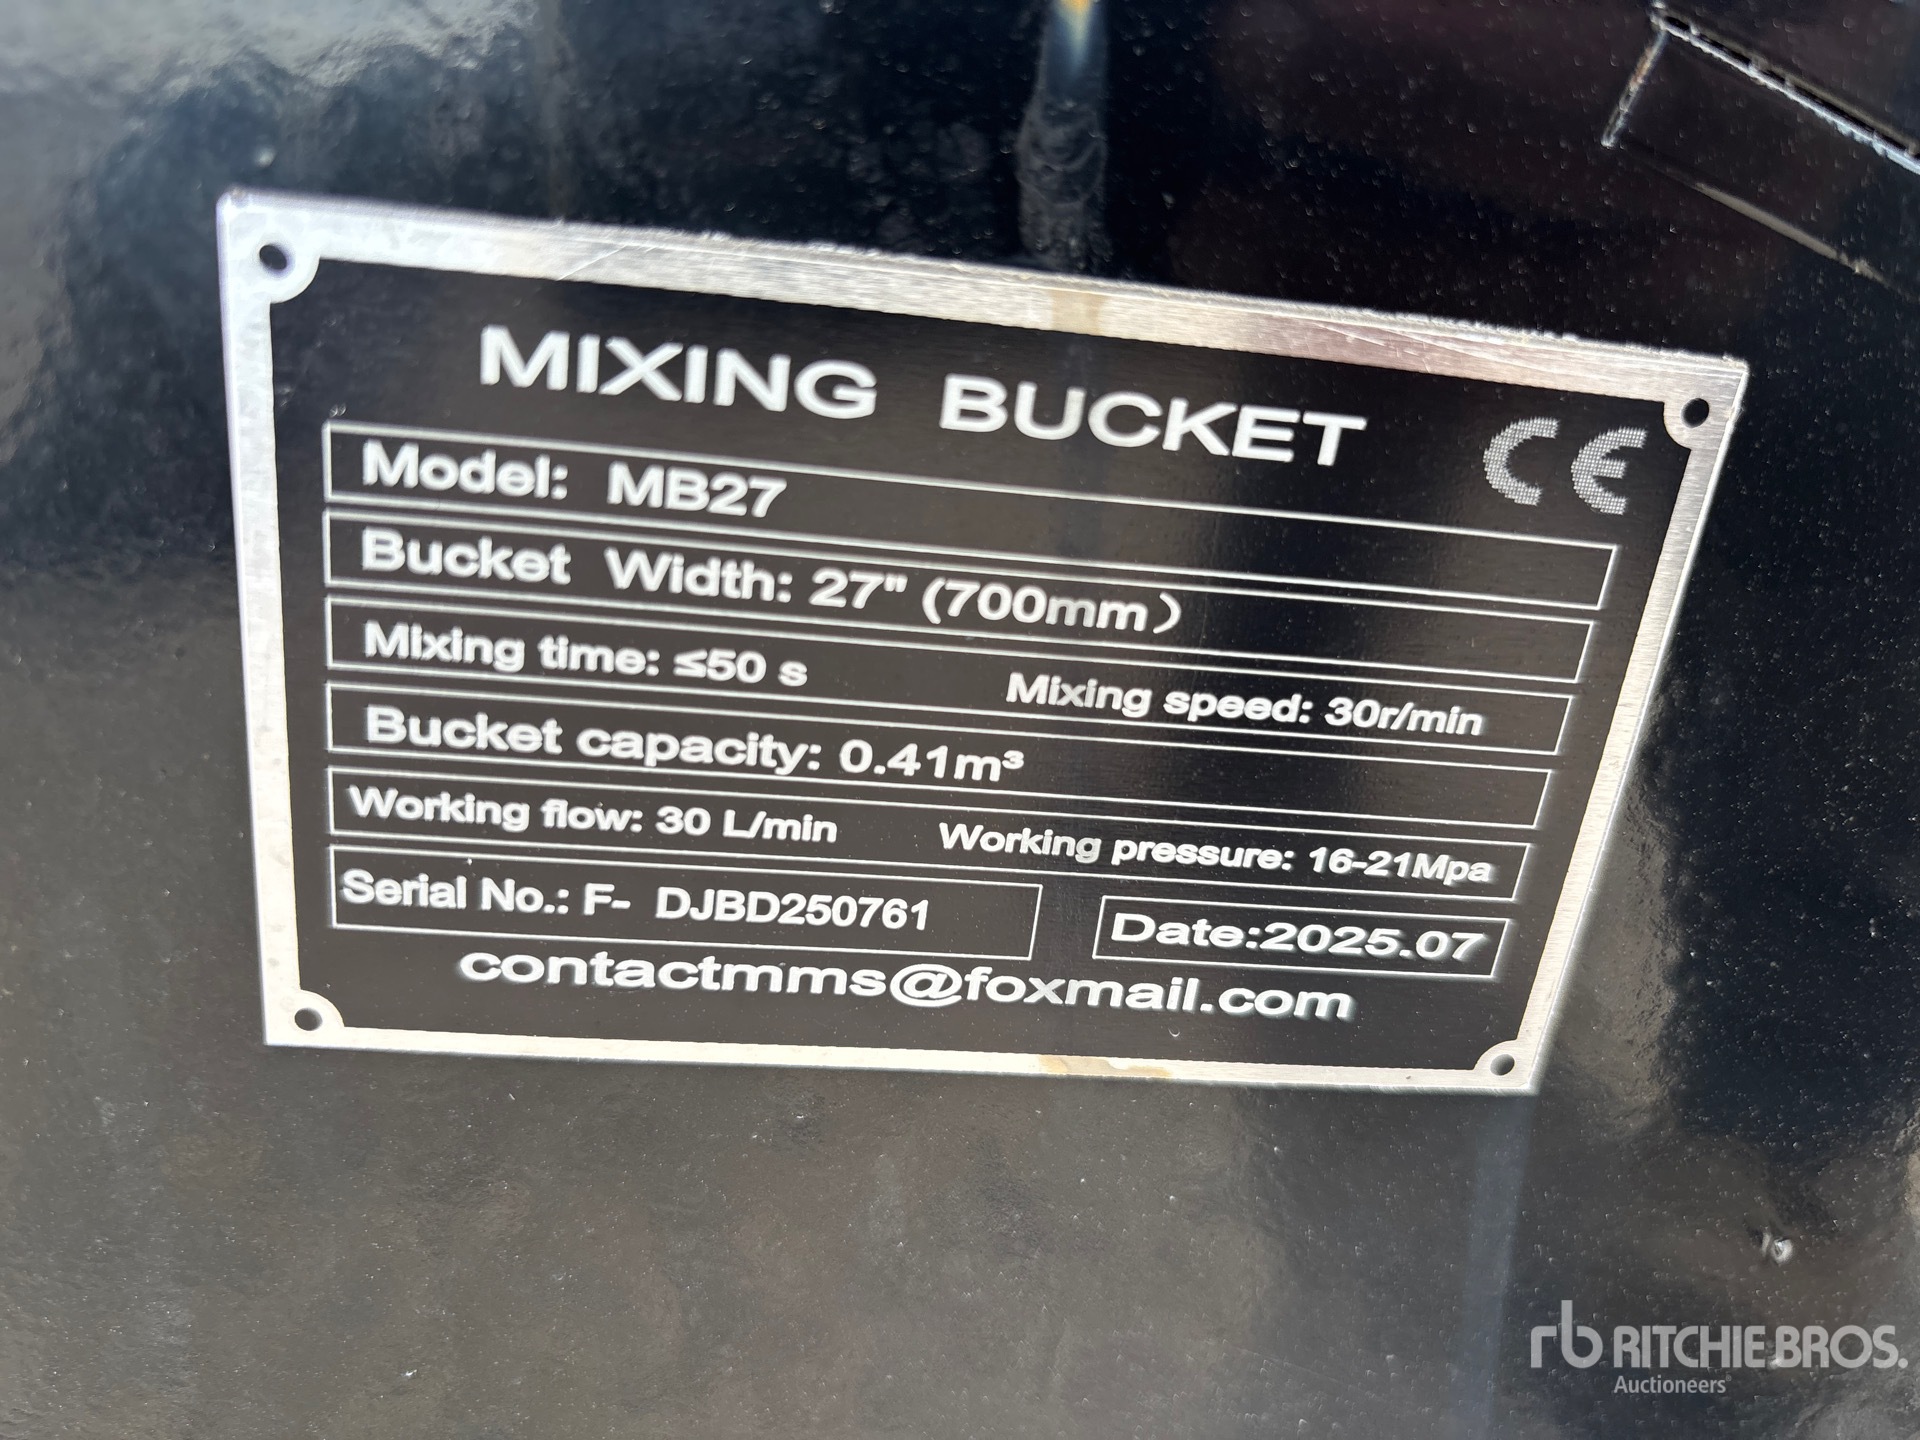 MIXING BUCKET
CE
Model: MB27
Bucket Width: 27" (700mm)
Mixing time: ≤50 s Mixing speed: 30r/min
Bucket capacity: 0.41m³
Working flow: 30 L/min Working pressure: 16-21Mpa
Serial No.: F- DJBD250761 Date:2025.07
contactmms@foxmail.com
rb RITCHIE BROS.
Auctioneers